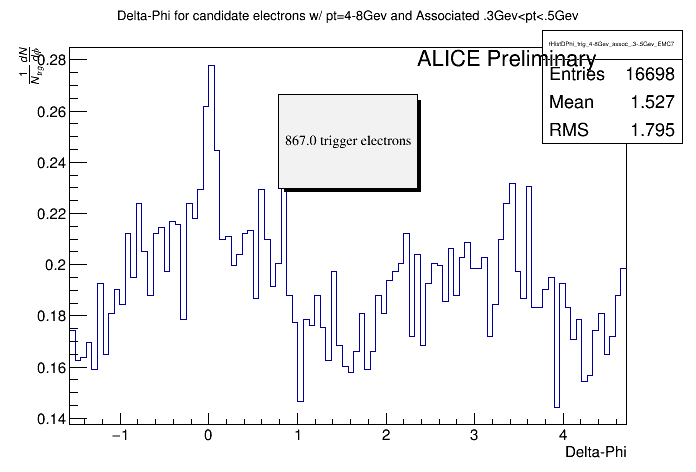 Delta-Phi for candidate electrons w/ pt=4-8Gev and Associated .3Gev<pt<.5Gev
fHistDPhi_trig_4-8Gev_assoc_.3-.5Gev_EMC7
ALICE Preliminary
Entries 16698
Mean 1.527
RMS 1.795
867.0 trigger electrons
1 dN
N_trig dϕ
0.28
0.26
0.24
0.22
0.2
0.18
0.16
0.14
−1 0 1 2 3 4
Delta-Phi